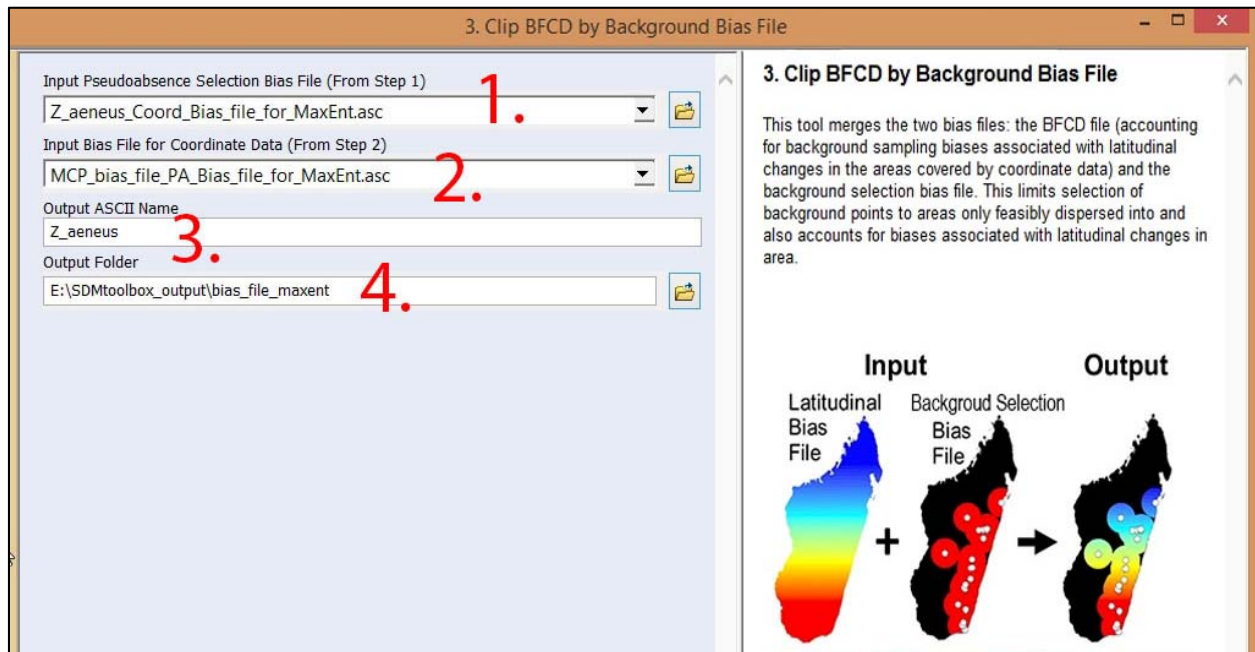 3. Clip BFCD by Background Bias File
Input Pseudoabsence Selection Bias File (From Step 1)
1.
Z_aeneus_Coord_Bias_file_for_MaxEnt.asc
Input Bias File for Coordinate Data (From Step 2)
2.
MCP_bias_file_PA_Bias_file_for_MaxEnt.asc
Output ASCII Name
3.
Z_aeneus
Output Folder
4.
E:\SDMtoolbox_output\bias_file_maxent
3. Clip BFCD by Background Bias File
This tool merges the two bias files: the BFCD file (accounting
for background sampling biases associated with latitudinal
changes in the areas covered by coordinate data) and the
background selection bias file. This limits selection of
background points to areas only feasibly dispersed into and
also accounts for biases associated with latitudinal changes in
area.
Input
Output
Latitudinal
Bias
File
Backgroud Selection
Bias
File
+